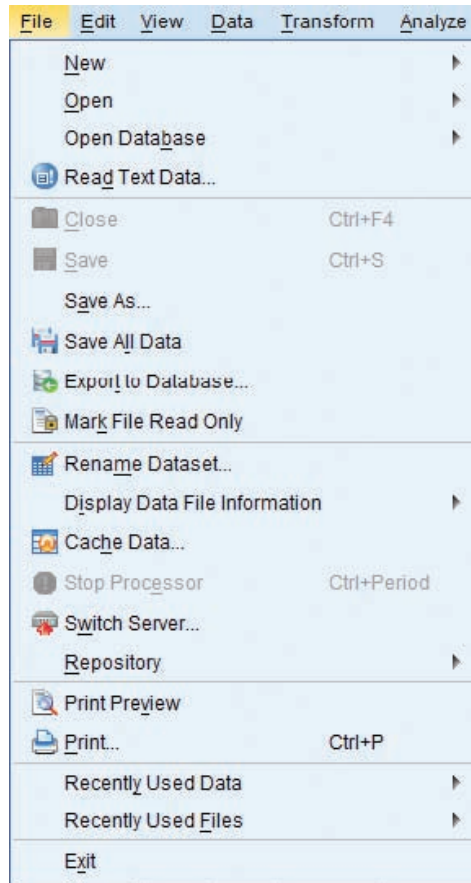 File Edit View Data Transform Analyze
New
Open
Open Database
Read Text Data...
Close Ctrl+F4
Save Ctrl+S
Save As...
Save All Data
Export to Database...
Mark File Read Only
Rename Dataset...
Display Data File Information
Cache Data...
Stop Processor Ctrl+Period
Switch Server...
Repository
Print Preview
Print... Ctrl+P
Recently Used Data
Recently Used Files
Exit